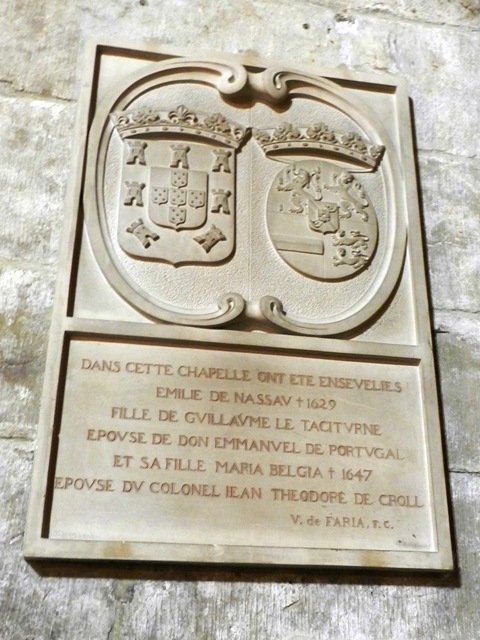 DANS CETTE CHAPELLE ONT ETE ENSEVELIES
EMILIE DE NASSAV † 1629
FILLE DE GVILLAVME LE TACITVRNE
EPOVSE DE DON EMMANVEL DE PORTVGAL
ET SA FILLE MARIA BELGIA † 1647
EPOVSE DV COLONEL IEAN THEODORE DE CROLL
V. de FARIA, F.C.